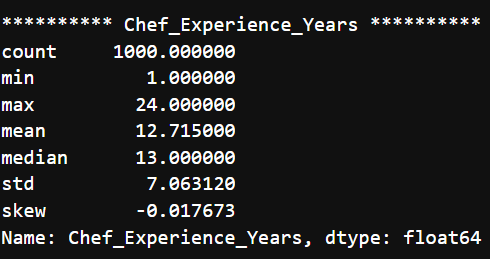 ********** Chef_Experience_Years **********
count     1000.000000
min          1.000000
max         24.000000
mean        12.715000
median      13.000000
std          7.063120
skew        -0.017673
Name: Chef_Experience_Years, dtype: float64